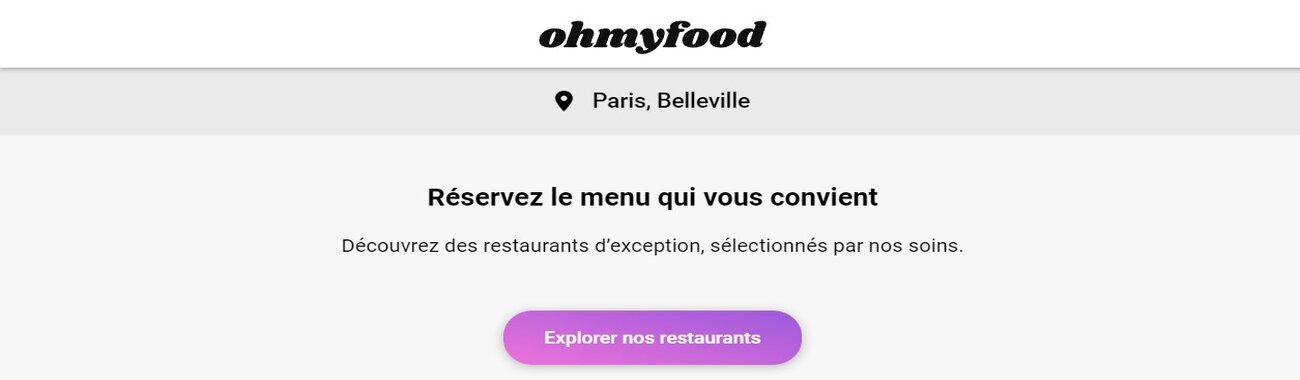 ohmyfood
Paris, Belleville
Réservez le menu qui vous convient
Découvrez des restaurants d’exception, sélectionnés par nos soins.
Explorer nos restaurants